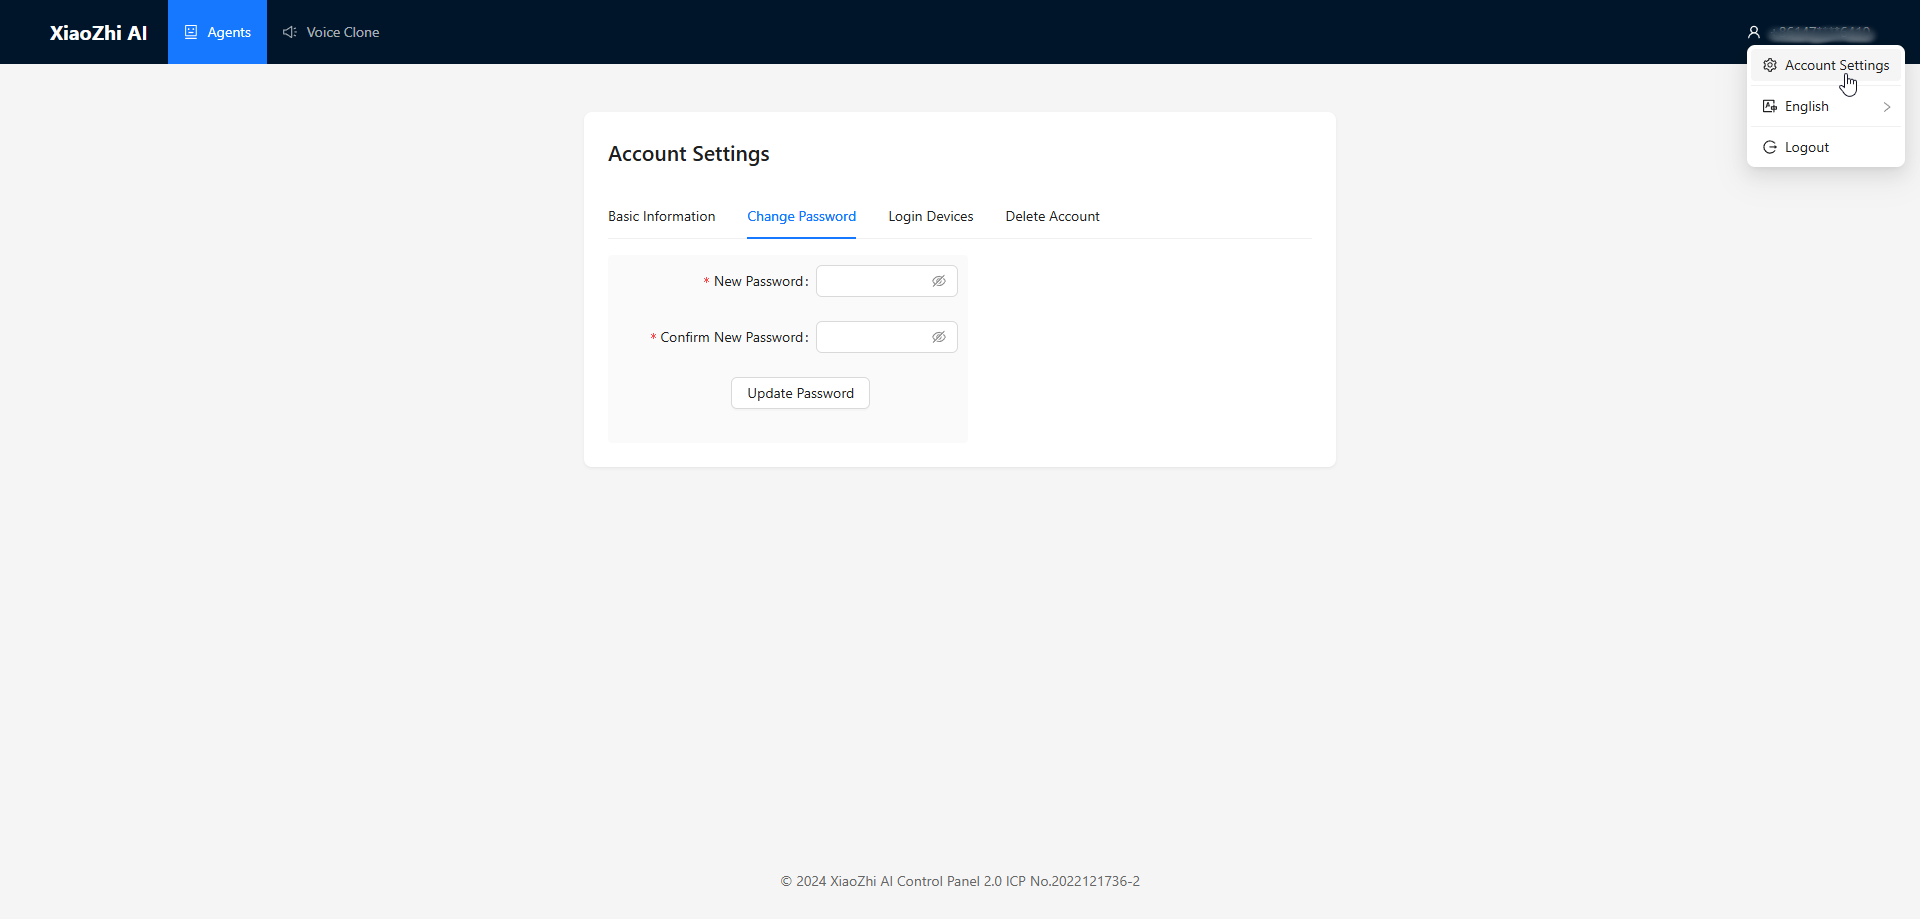 XiaoZhi AI
Agents
Voice Clone
Account Settings
English
Logout
Account Settings
Basic Information
Change Password
Login Devices
Delete Account
* New Password:
* Confirm New Password:
Update Password
© 2024 XiaoZhi AI Control Panel 2.0 ICP No.2022121736-2